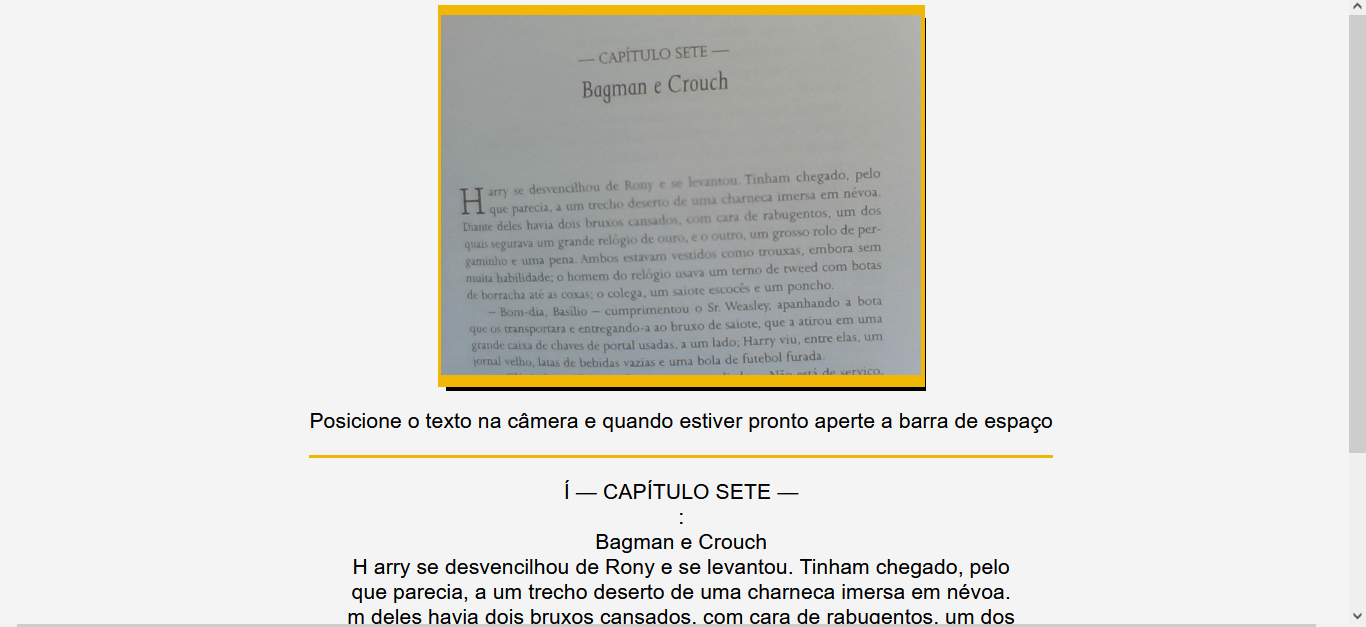 — CAPÍTULO SETE —
Bagman e Crouch
Harry se desvencilhou de Rony e se levantou. Tinham chegado, pelo
que parecia, a um trecho deserto de uma charneca imersa em névoa.
Diante deles havia dois bruxos cansados, com cara de rabugentos, um dos
quais segurava um grande relógio de ouro, e o outro, um grosso rolo de per-
gaminho e uma pena. Ambos estavam vestidos como trouxas, embora sem
muita habilidade; o homem do relógio usava um terno de tweed com botas
de borracha até as coxas; o colega, um saiote escocês e um poncho.
– Bom-dia, Basílio – cumprimentou o Sr. Weasley, apanhando a bota
que os transportara e entregando-a ao bruxo de saiote, que a atirou em uma
grande caixa de chaves de portal usadas, a um lado; Harry viu, entre elas, um
jornal velho, latas de bebidas vazias e uma bola de futebol furada.
Não está de serviço,
Posicione o texto na câmera e quando estiver pronto aperte a barra de espaço
Í — CAPÍTULO SETE —
:
Bagman e Crouch
H arry se desvencilhou de Rony e se levantou. Tinham chegado, pelo
que parecia, a um trecho deserto de uma charneca imersa em névoa.
m deles havia dois bruxos cansados, com cara de rabugentos, um dos